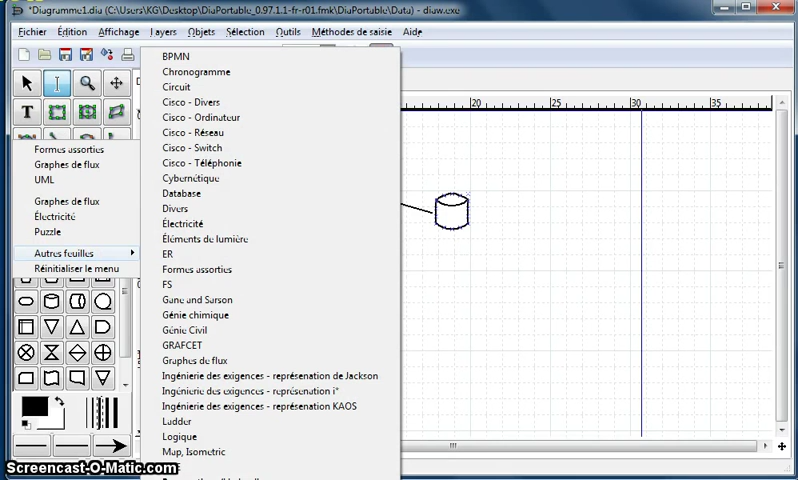 *Diagramme1.dia (C:\Users\KG\Desktop\DiaPortable_0.97.1.1-fr-r01.fmk\DiaPortable\Data) - diaw.exe
Fichier Édition Affichage Layers Objets Sélection Outils Méthodes de saisie Aide
20 25 30 35
T
Formes assorties
Graphes de flux
UML
Graphes de flux
Électricité
Puzzle
Autres feuilles
Réinitialiser le menu
BPMN
Chronogramme
Circuit
Cisco - Divers
Cisco - Ordinateur
Cisco - Réseau
Cisco - Switch
Cisco - Téléphonie
Cybernétique
Database
Divers
Électricité
Éléments de lumière
ER
Formes assorties
FS
Gane and Sarson
Génie chimique
Génie Civil
GRAFCET
Graphes de flux
Ingénierie des exigences - représenation de Jackson
Ingénierie des exigences - représenation i*
Ingénierie des exigences - représenation KAOS
Ladder
Logique
Map, Isometric
Screencast-O-Matic.com